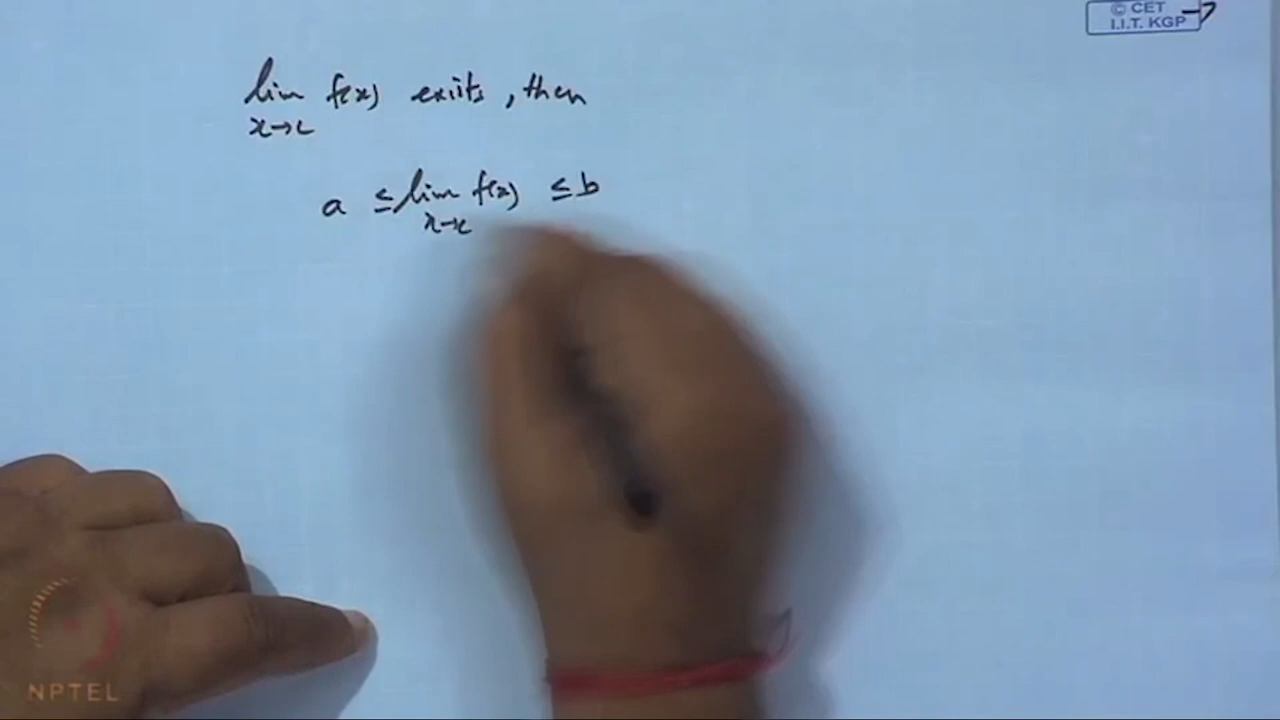 © CET
I.I.T. KGP
lim f(x) exists, then
x→c
a ≤ lim f(x) ≤ b
x→c
NPTEL